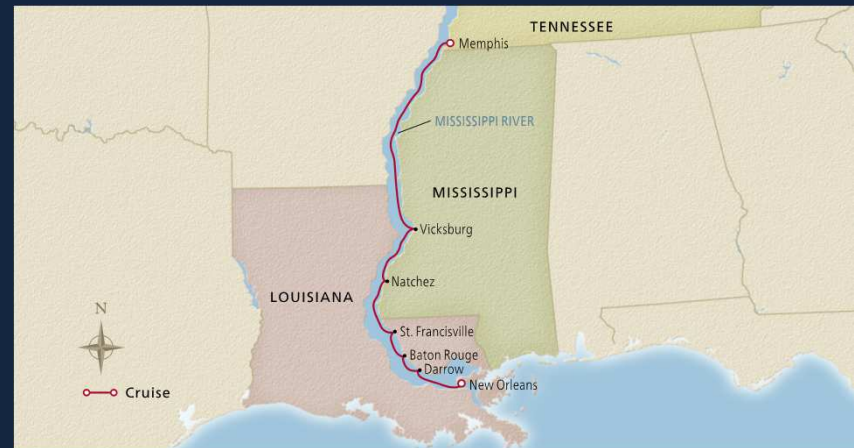 TENNESSEE
Memphis
MISSISSIPPI RIVER
MISSISSIPPI
Vicksburg
Natchez
LOUISIANA
N
St. Francisville
Baton Rouge
Darrow
New Orleans
Cruise